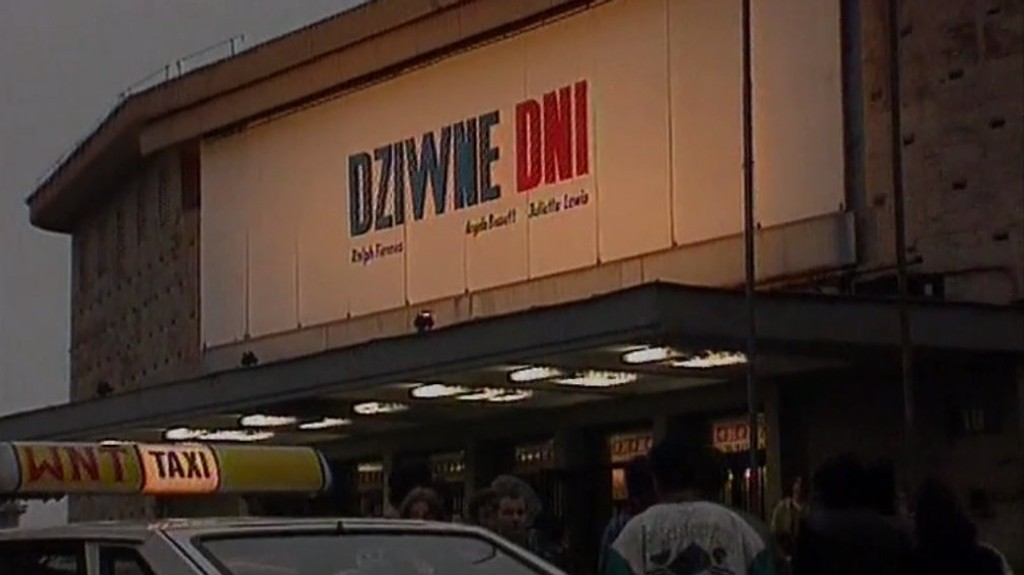 DZIWNE DNI
Ralph Fiennes Angela Bassett Juliette Lewis
WNT TAXI